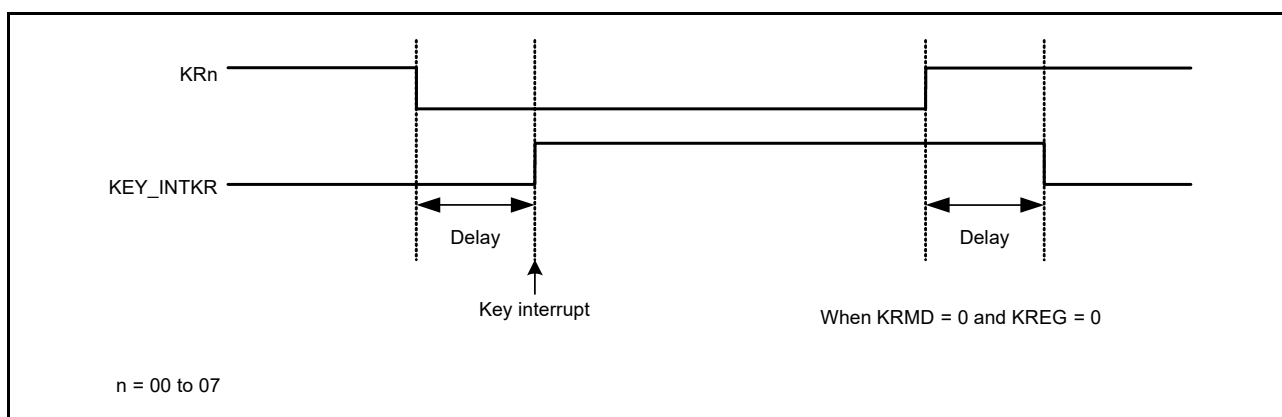 KRn
KEY_INTKR
Delay
Delay
Key interrupt
When KRMD = 0 and KREG = 0
n = 00 to 07